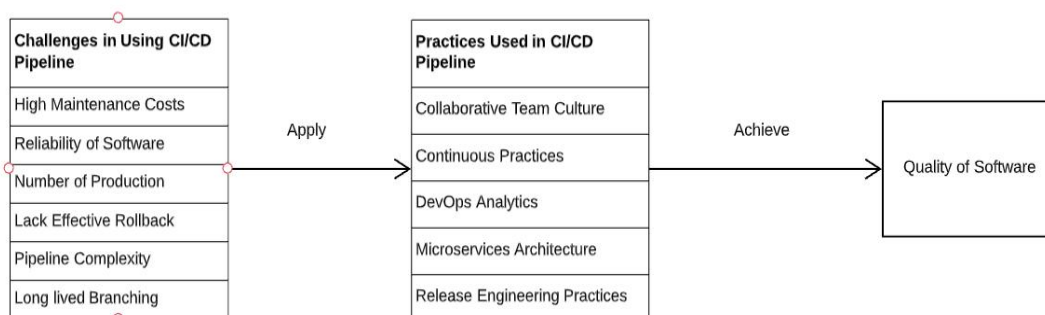 Challenges in Using CI/CD
Pipeline
High Maintenance Costs
Reliability of Software
Number of Production
Lack Effective Rollback
Pipeline Complexity
Long lived Branching
Apply
Practices Used in CI/CD
Pipeline
Collaborative Team Culture
Continuous Practices
DevOps Analytics
Microservices Architecture
Release Engineering Practices
Achieve
Quality of Software